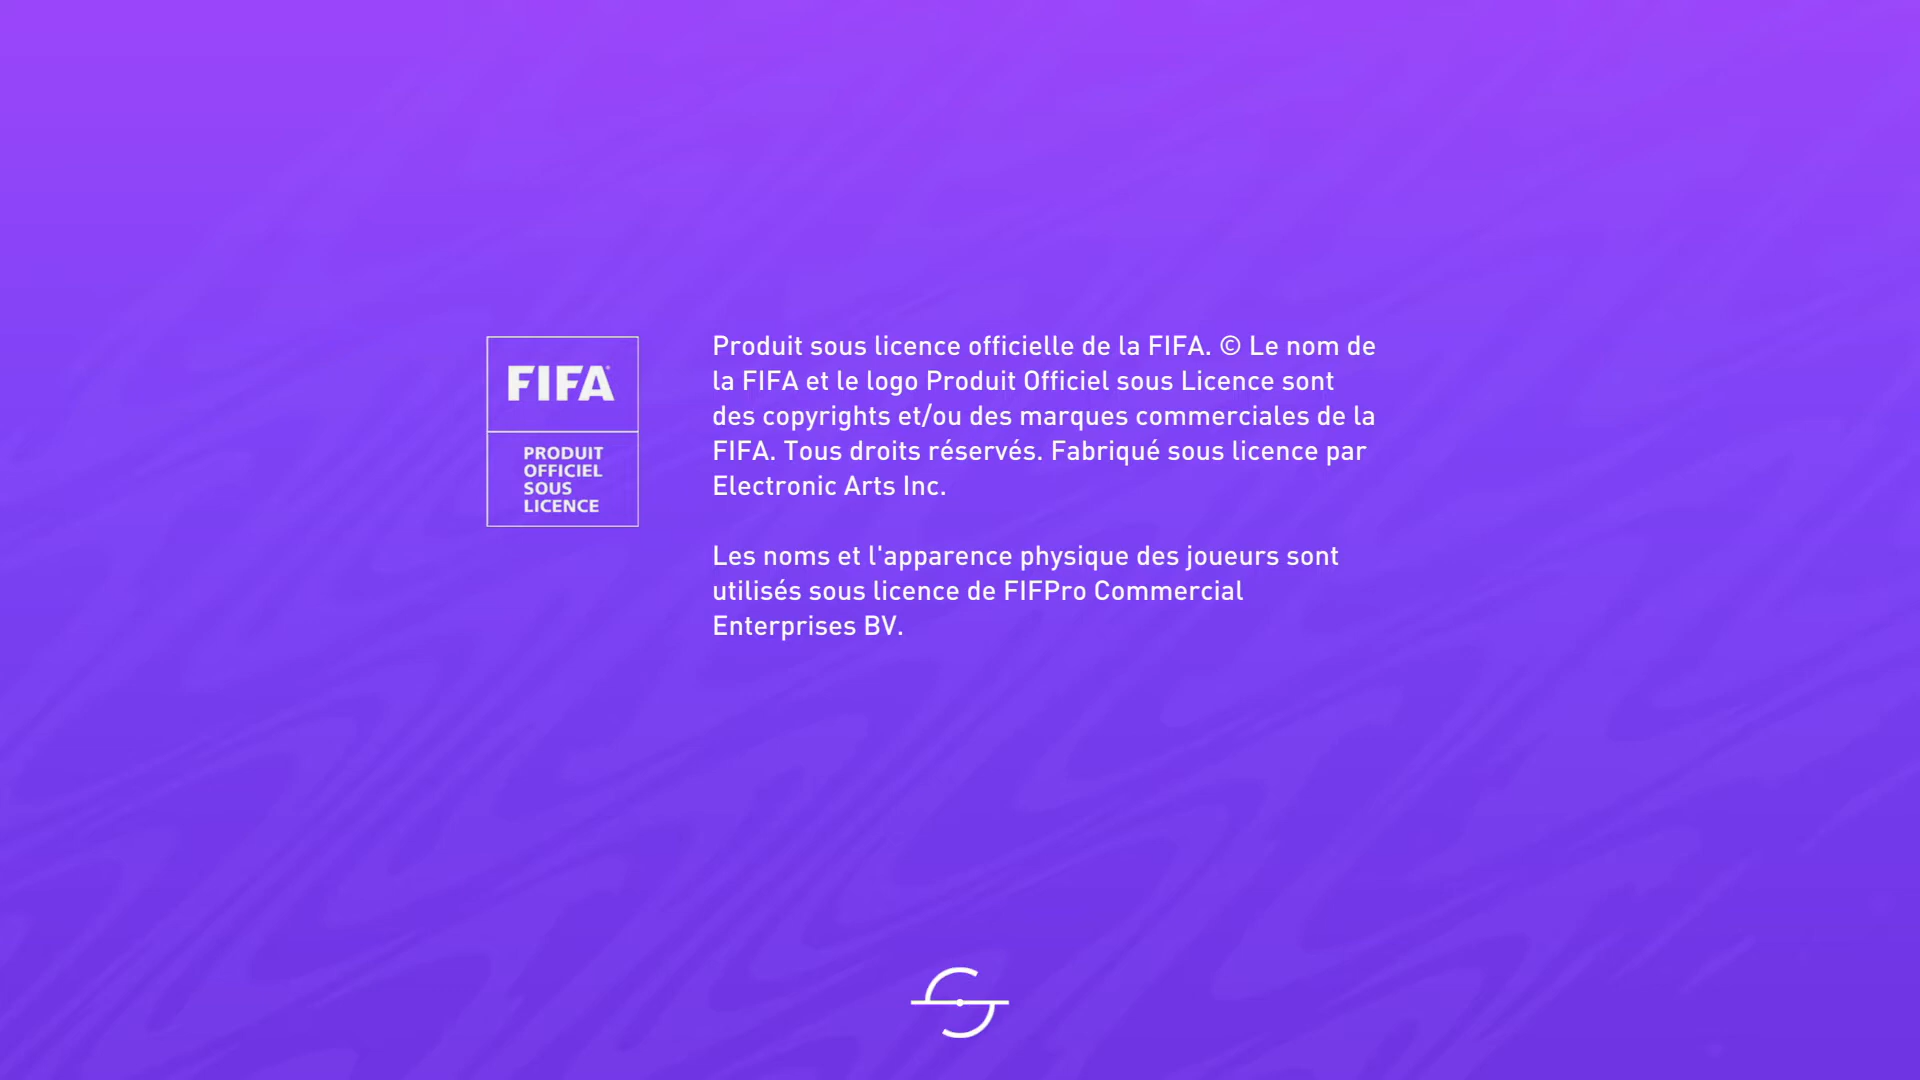 FIFA
PRODUIT
OFFICIEL
SOUS
LICENCE
Produit sous licence officielle de la FIFA. © Le nom de
la FIFA et le logo Produit Officiel sous Licence sont
des copyrights et/ou des marques commerciales de la
FIFA. Tous droits réservés. Fabriqué sous licence par
Electronic Arts Inc.
Les noms et l'apparence physique des joueurs sont
utilisés sous licence de FIFPro Commercial
Enterprises BV.